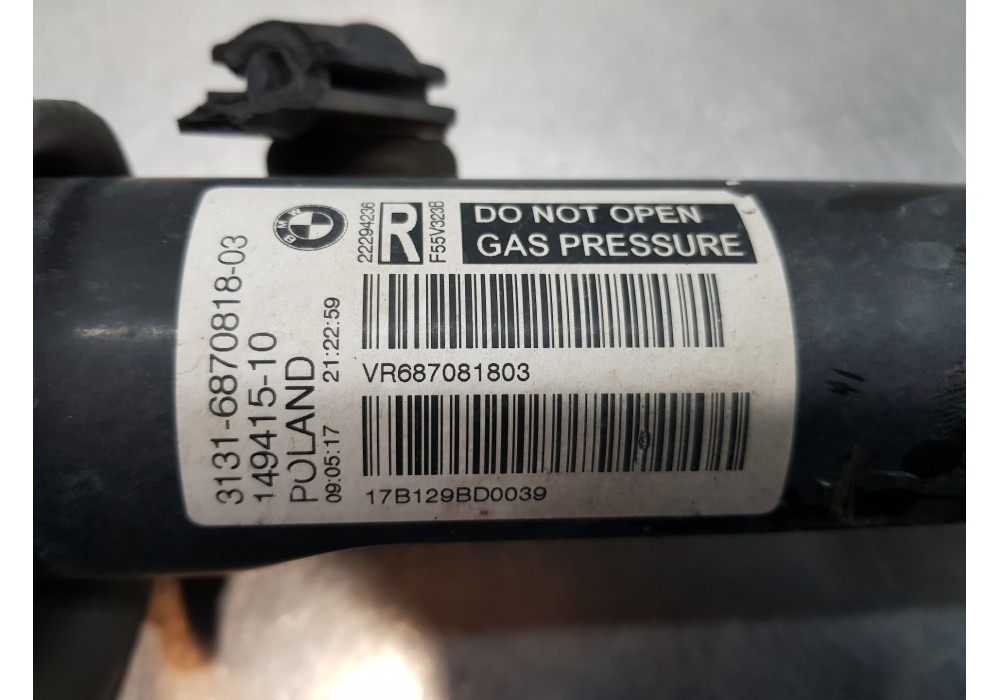 BMW
22294236
R
F55V323B
DO NOT OPEN
GAS PRESSURE
3131-6870818-03
149415-10
POLAND
09:05:17 21:22:59
VR687081803
17B129BD0039